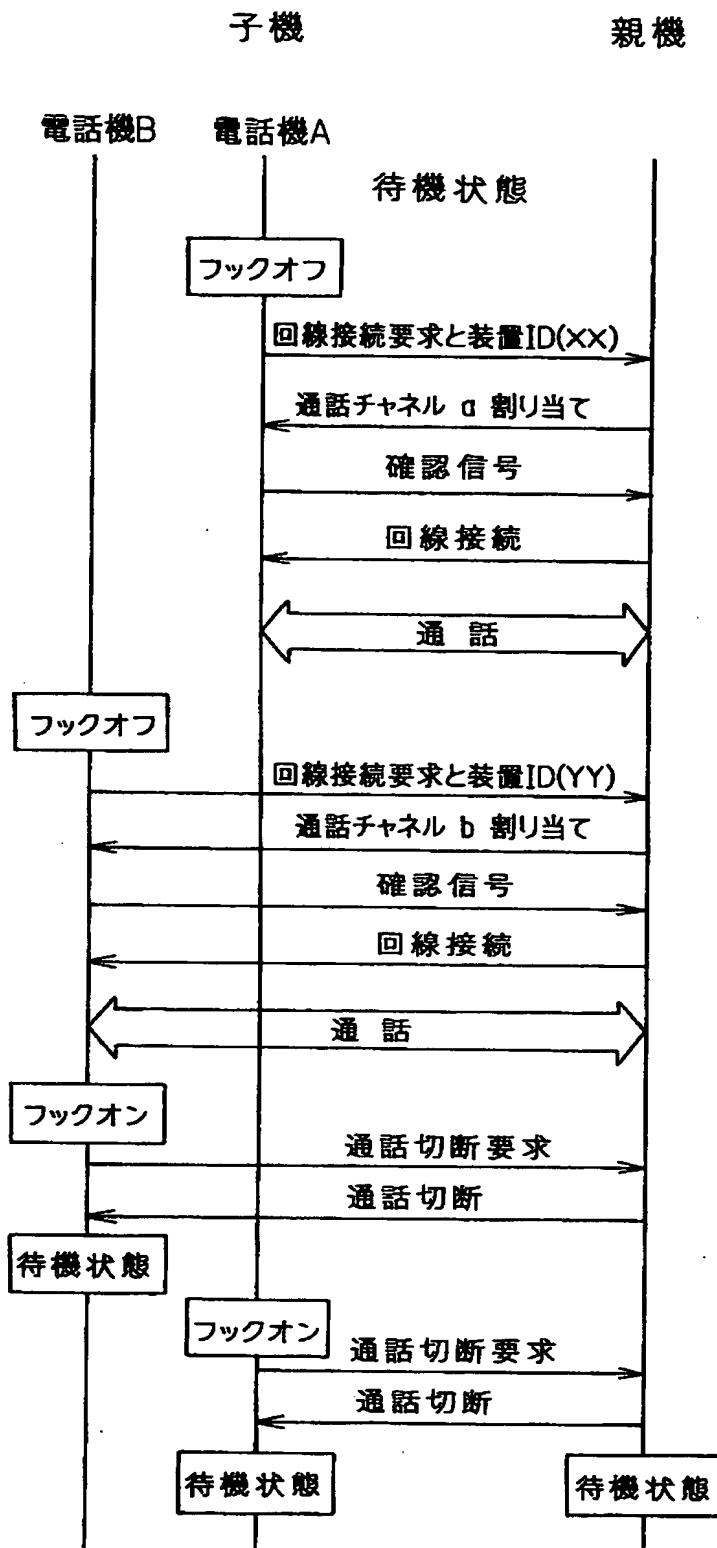 子機
親機
電話機B
電話機A
待機状態
フックオフ
回線接続要求と装置ID(XX)
通話チャネル a 割り当て
確認信号
回線接続
通話
フックオフ
回線接続要求と装置ID(YY)
通話チャネル b 割り当て
確認信号
回線接続
通話
フックオン
通話切断要求
通話切断
待機状態
フックオン
通話切断要求
通話切断
待機状態
待機状態